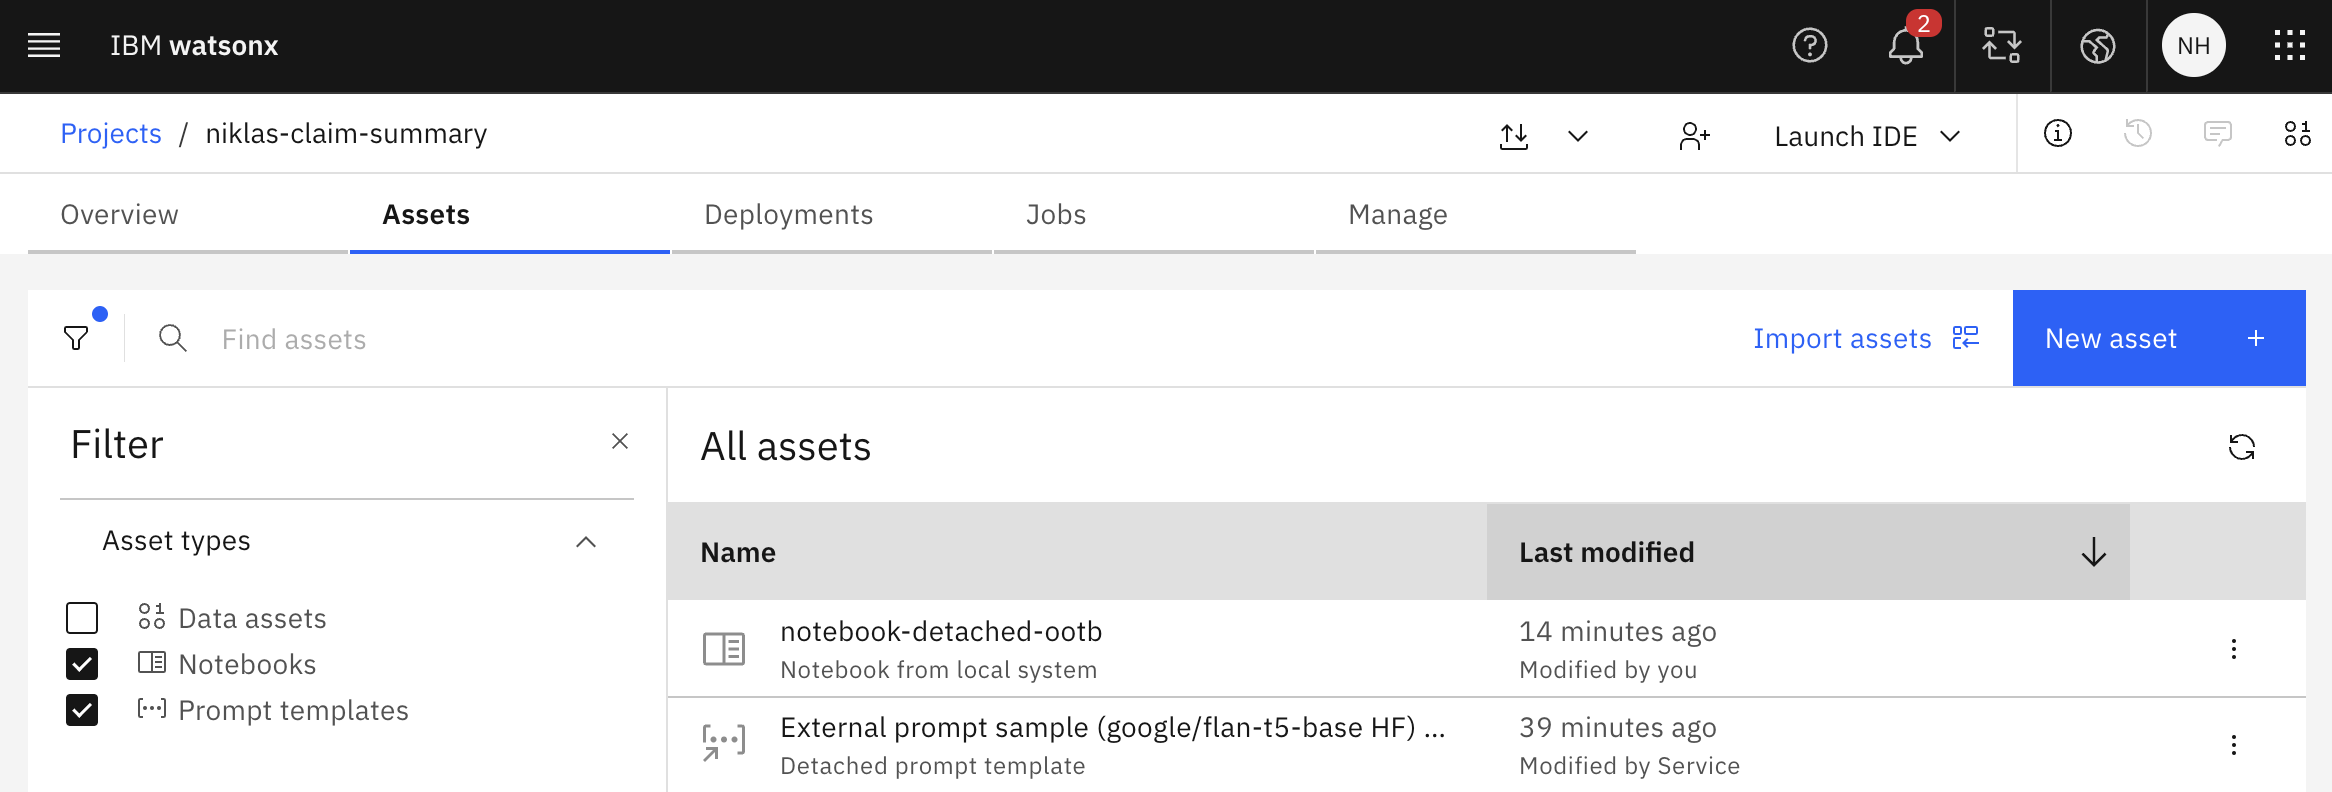 IBM watsonx
2
NH
Projects / niklas-claim-summary
Launch IDE
Overview
Assets
Deployments
Jobs
Manage
Find assets
Import assets
New asset +
Filter
Asset types
Data assets
Notebooks
Prompt templates
All assets
Name
Last modified
notebook-detached-ootb
14 minutes ago
Notebook from local system
Modified by you
External prompt sample (google/flan-t5-base HF) ...
39 minutes ago
Detached prompt template
Modified by Service